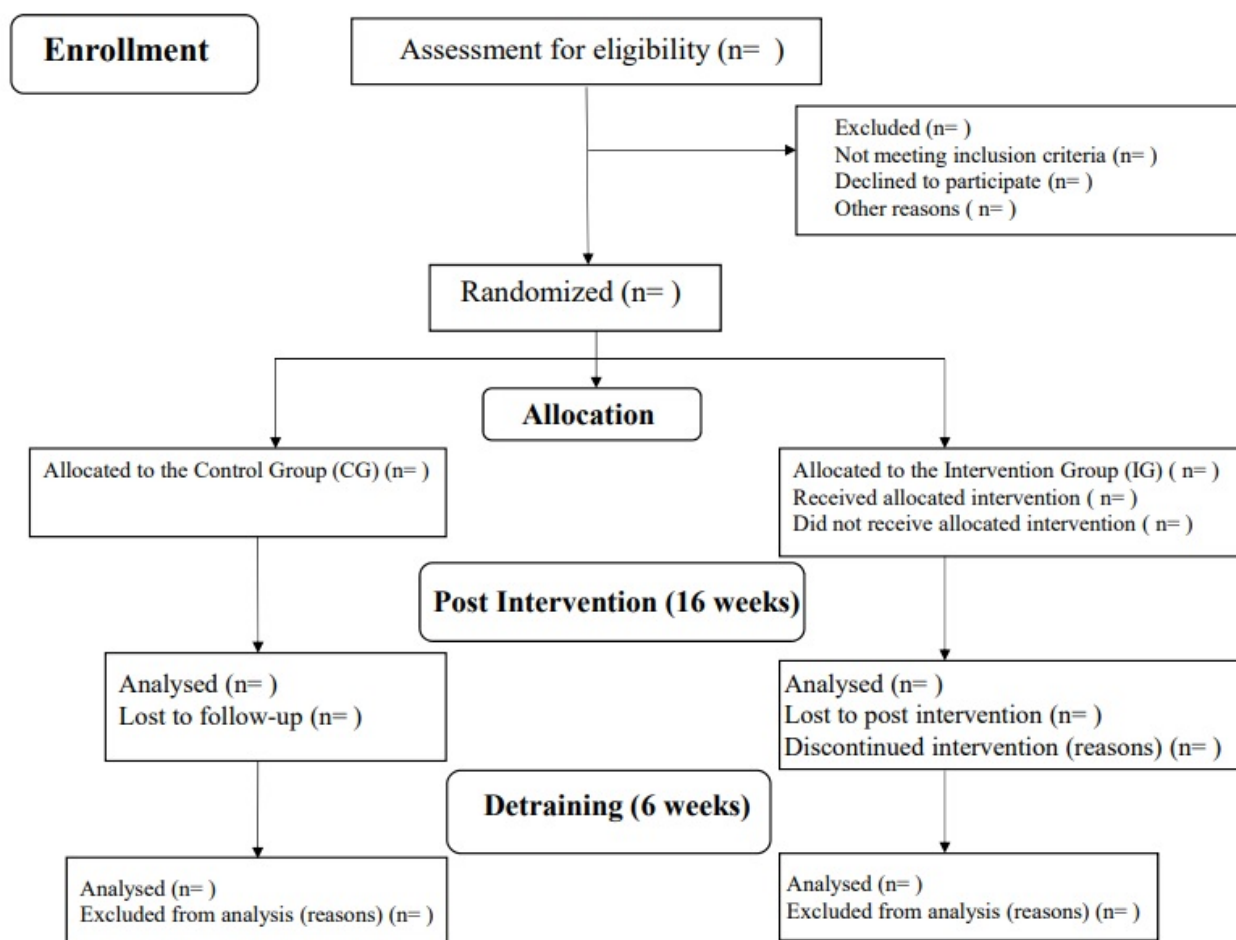 Enrollment
Assessment for eligibility (n=  )
Excluded (n= )
Not meeting inclusion criteria (n= )
Declined to participate (n= )
Other reasons ( n= )
Randomized (n= )
Allocation
Allocated to the Control Group (CG) (n= )
Allocated to the Intervention Group (IG) ( n= )
Received allocated intervention ( n= )
Did not receive allocated intervention ( n= )
Post Intervention (16 weeks)
Analysed (n= )
Lost to follow-up (n= )
Analysed (n= )
Lost to post intervention (n= )
Discontinued intervention (reasons) (n= )
Detraining (6 weeks)
Analysed (n= )
Excluded from analysis (reasons) (n= )
Analysed (n= )
Excluded from analysis (reasons) (n= )